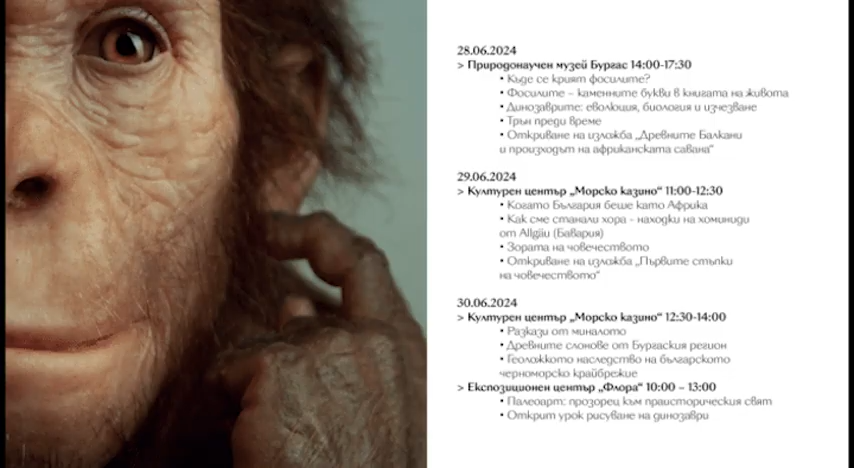 28.06.2024
> Природонаучен музей Бургас 14:00-17:30
• Къде се крият фосилите?
• Фосилите – каменните букви в книгата на живота
• Динозаврите: еволюция, биология и изчезване
• Трън преди време
• Откриване на изложба „Древните Балкани
и произходът на африканската савана“
29.06.2024
> Културен център „Морско казино“ 11:00-12:30
• Когато България беше като Африка
• Как сме станали хора - находки на хоминиди
от Allgäu (Бавария)
• Зората на човечеството
• Откриване на изложба „Първите стъпки
на човечеството“
30.06.2024
> Културен център „Морско казино“ 12:30-14:00
• Разкази от миналото
• Древните слонове от Бургаския регион
• Геоложкото наследство на българското
черноморско крайбрежие
> Експозиционен център „Флора“ 10:00 – 13:00
• Палеоарт: прозорец към праисторическия свят
• Открит урок рисуване на динозаври